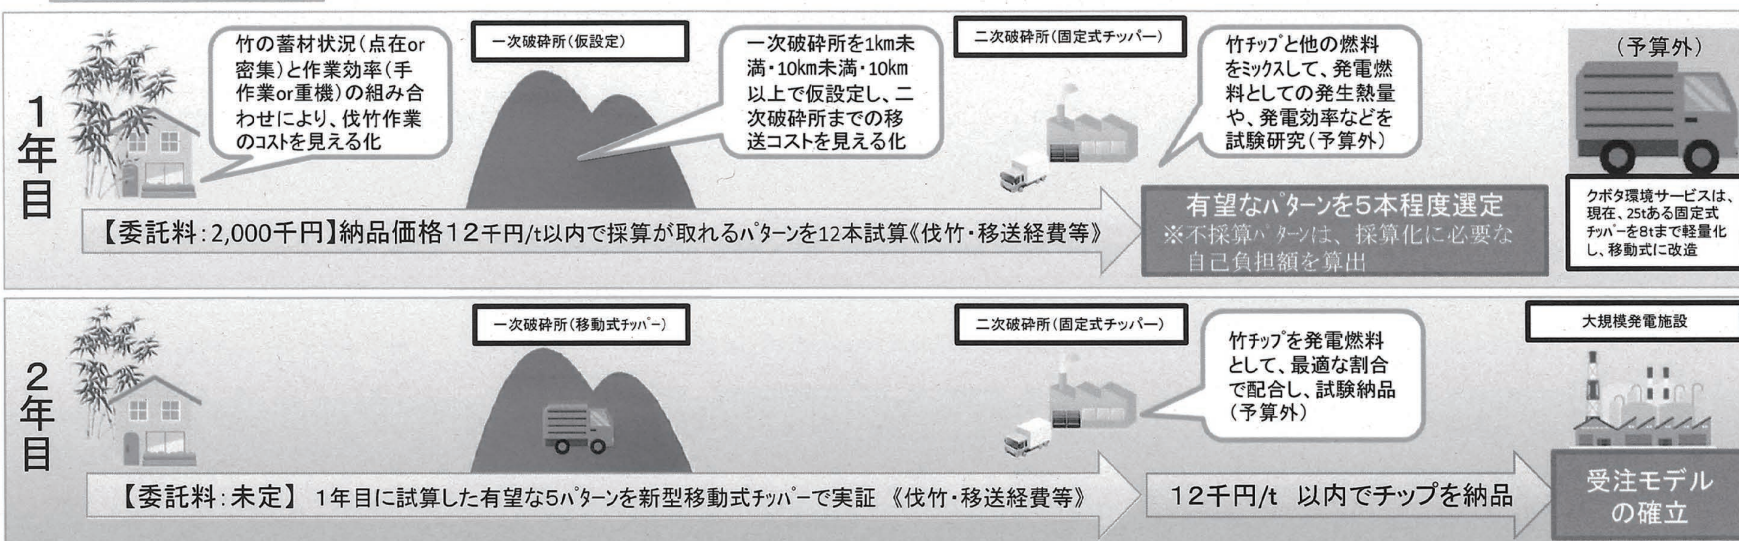 1年目
竹の蓄材状況(点在or
密集)と作業効率(手
作業or重機)の組み合
わせにより、伐竹作業
のコストを見える化
一次破砕所(仮設定)
一次破砕所を1km未
満・10km未満・10km
以上で仮設定し、二
次破砕所までの移
送コストを見える化
二次破砕所(固定式チッパー)
竹チップと他の燃料
をミックスして、発電燃
料としての発生熱量
や、発電効率などを
試験研究(予算外)
(予算外)
クボタ環境サービスは、
現在、25tある固定式
チッパーを8tまで軽量化
し、移動式に改造
【委託料:2,000千円】納品価格12千円/t以内で採算が取れるパターンを12本試算《伐竹・移送経費等》
有望なパターンを5本程度選定
※不採算パターンは、採算化に必要な
自己負担額を算出
2年目
一次破砕所(移動式チッパー)
二次破砕所(固定式チッパー)
竹チップを発電燃料
として、最適な割合
で配合し、試験納品
(予算外)
大規模発電施設
【委託料:未定】 1年目に試算した有望な5パターンを新型移動式チッパーで実証 《伐竹・移送経費等》
12千円/t 以内でチップを納品
受注モデル
の確立